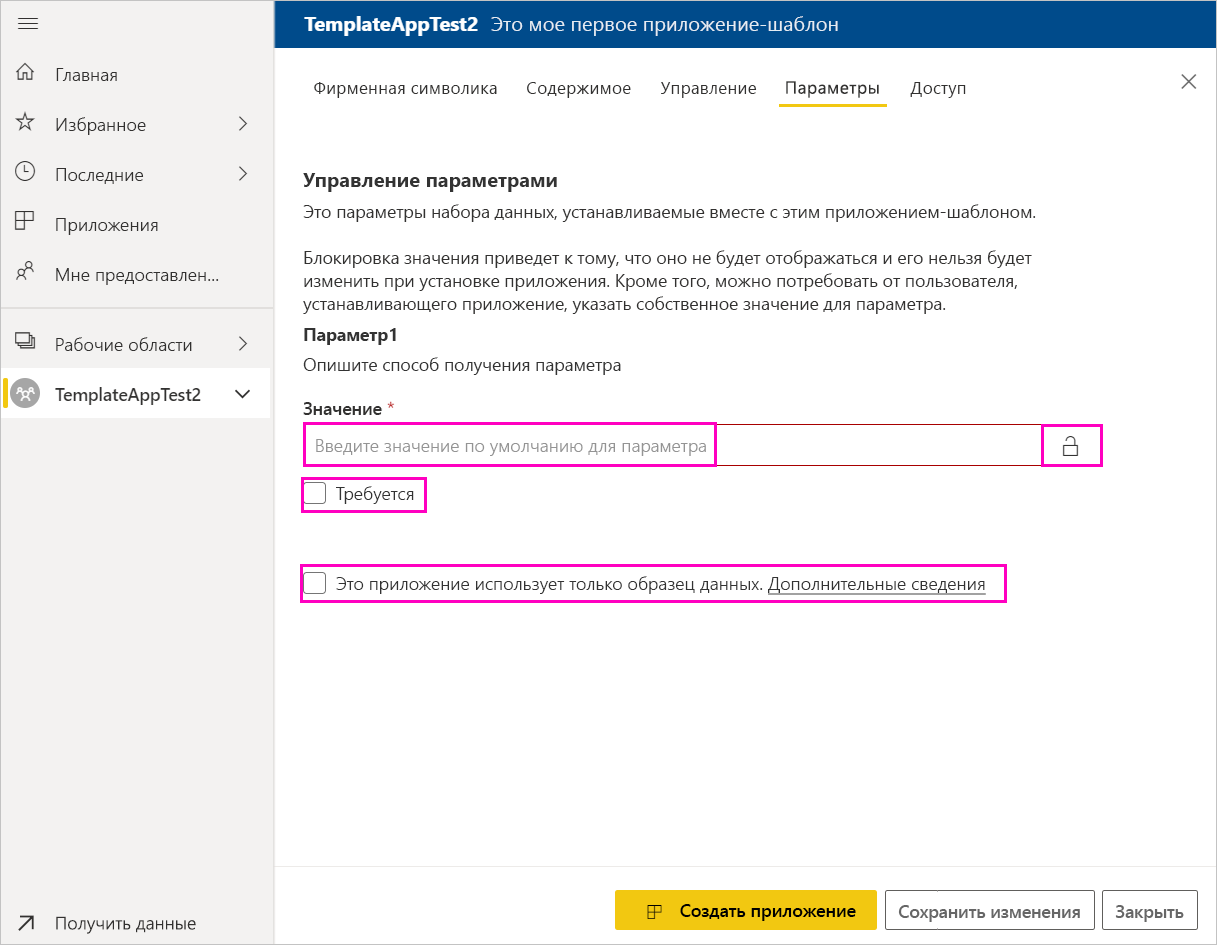 TemplateAppTest2 Это мое первое приложение-шаблон
Главная
Избранное
Последние
Приложения
Мне предоставлен...
Рабочие области
TemplateAppTest2
Получить данные
Фирменная символика Содержимое Управление Параметры Доступ
Управление параметрами
Это параметры набора данных, устанавливаемые вместе с этим приложением-шаблоном.
Блокировка значения приведет к тому, что оно не будет отображаться и его нельзя будет
изменить при установке приложения. Кроме того, можно потребовать от пользователя,
устанавливающего приложение, указать собственное значение для параметра.
Параметр1
Опишите способ получения параметра
Значение *
Введите значение по умолчанию для параметра
Требуется
Это приложение использует только образец данных. Дополнительные сведения
Создать приложение Сохранить изменения Закрыть